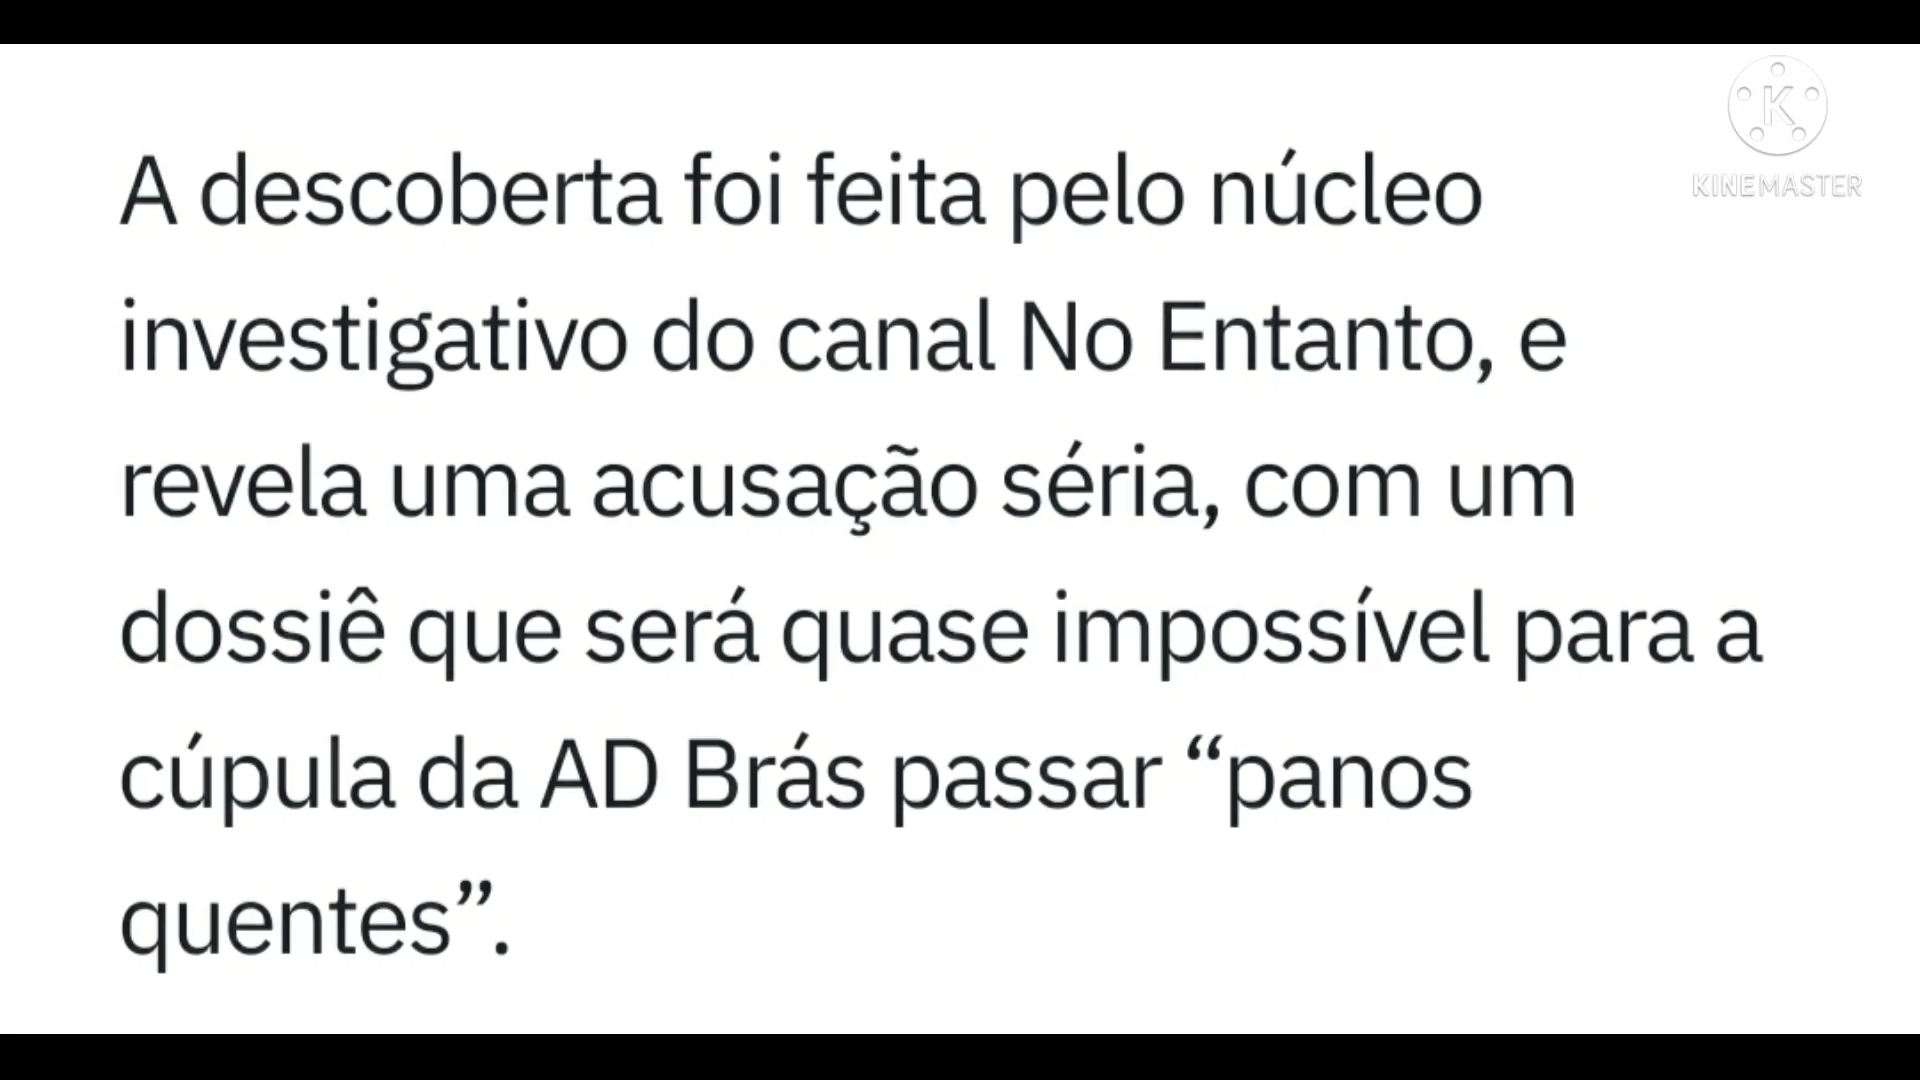 A descoberta foi feita pelo núcleo
investigativo do canal No Entanto, e
revela uma acusação séria, com um
dossiê que será quase impossível para a
cúpula da AD Brás passar “panos
quentes”.
K
KINEMASTER